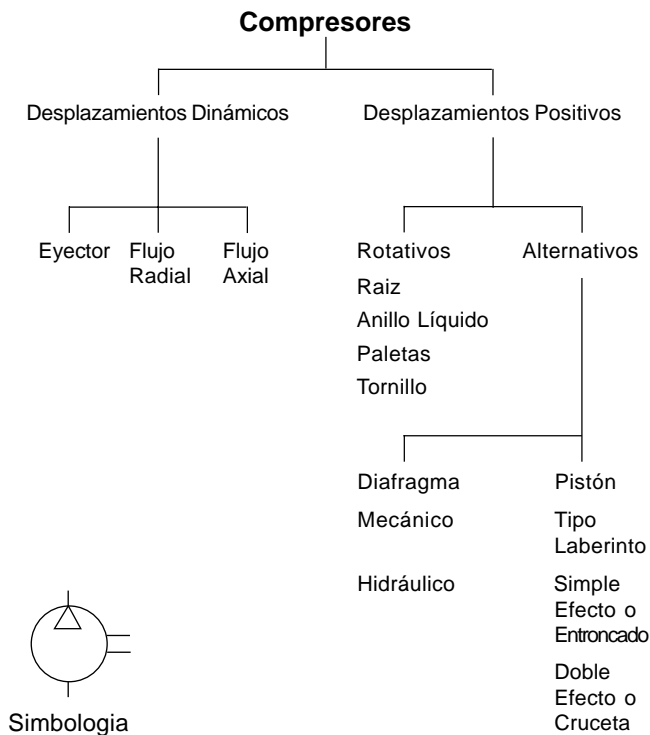 Compresores
Desplazamientos Dinámicos
Desplazamientos Positivos
Eyector
Flujo
Radial
Flujo
Axial
Rotativos
Raiz
Anillo Líquido
Paletas
Tornillo
Alternativos
Diafragma
Mecánico
Hidráulico
Pistón
Tipo
Laberinto
Simple
Efecto o
Entroncado
Doble
Efecto o
Cruceta
Simbologia